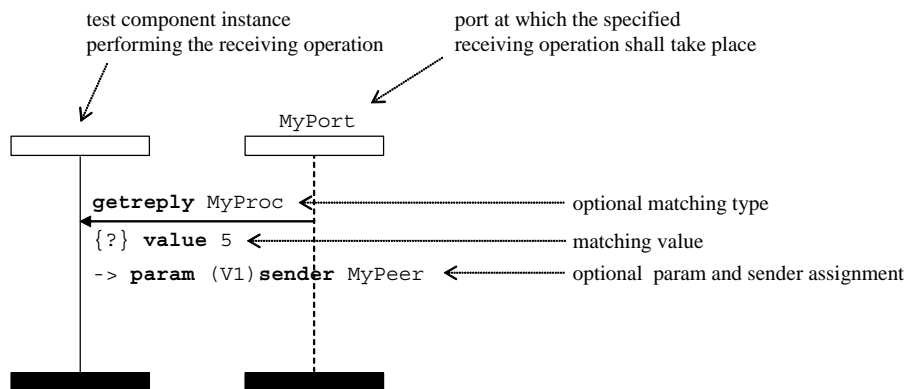 test component instance
performing the receiving operation
port at which the specified
receiving operation shall take place
MyPort
getreply MyProc
optional matching type
{?} value 5
matching value
-> param (V1)sender MyPeer
optional param and sender assignment